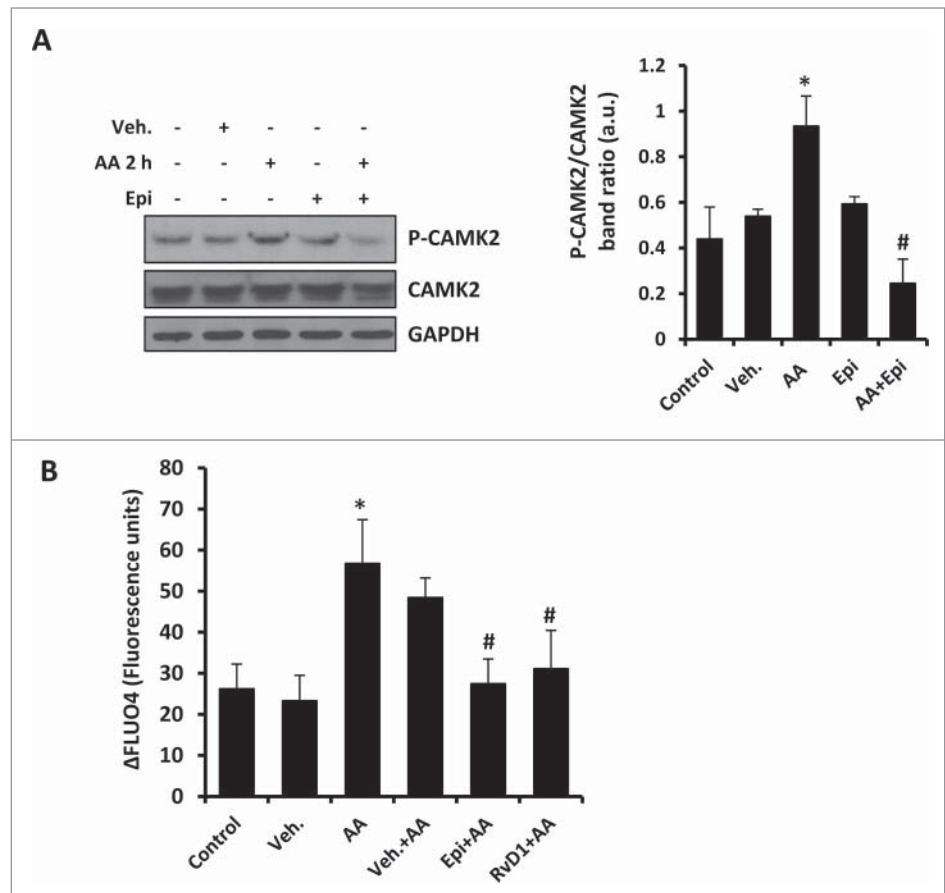 A
Veh. - + - - -
AA 2 h - - + - +
Epi - - - + +
P-CAMK2
CAMK2
GAPDH
P-CAMK2/CAMK2
band ratio (a.u.)
1.2
1
0.8
0.6
0.4
0.2
0
*
#
Control
Veh.
AA
Epi
AA+Epi
B
ΔFLUO4 (Fluorescence units)
80
70
60
50
40
30
20
10
0
*
#
#
Control
Veh.
AA
Veh.+AA
Epi+AA
RvD1+AA